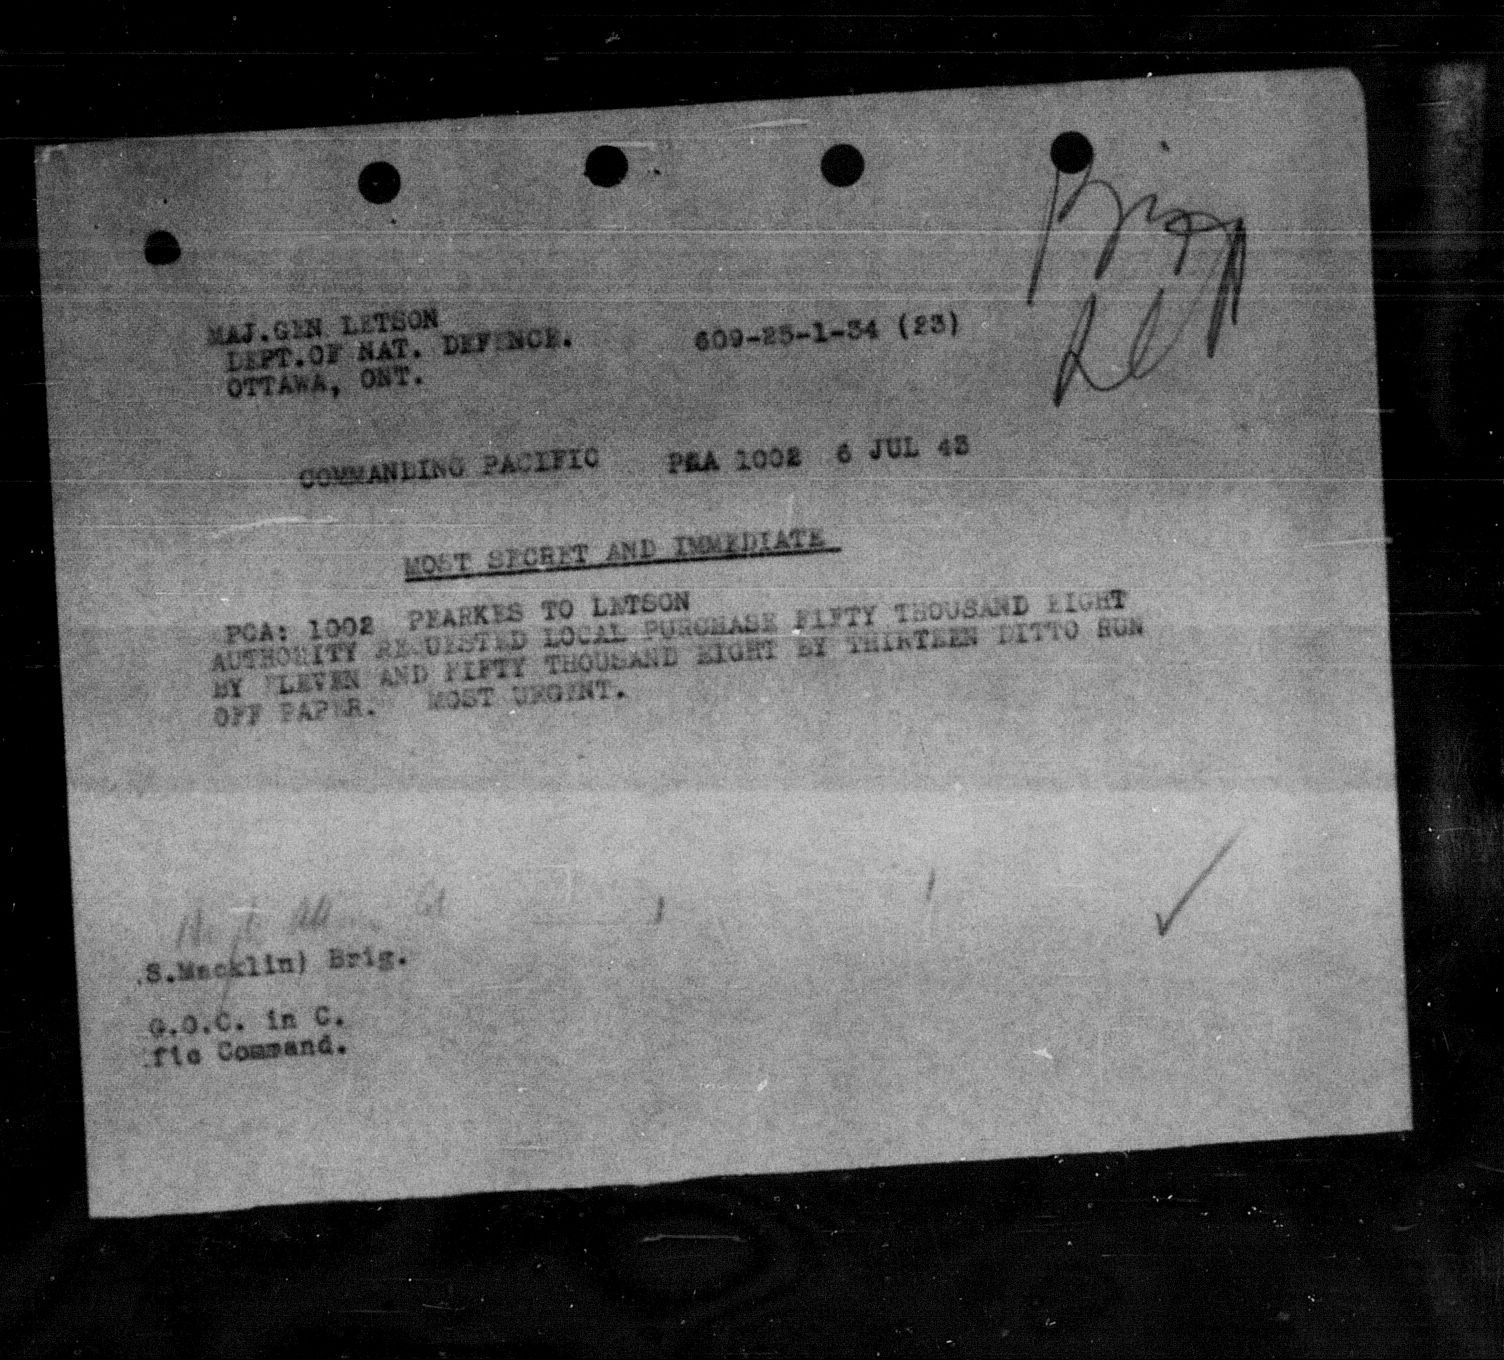 MAJ.GEN LETSON
DEPT.OF NAT. DEFENCE. 609-25-1-34 (23)
OTTAWA, ONT.
COMMANDING PACIFIC PCA 1002 6 JUL 43
MOST SECRET AND IMMEDIATE
PCA: 1002 PEARKES TO LETSON
AUTHORITY REQUESTED LOCAL PURCHASE FIFTY THOUSAND EIGHT
BY ELEVEN AND FIFTY THOUSAND EIGHT BY THIRTEEN DITTO RUN
OFF PAPER. MOST URGENT.
.S.Macklin) Brig.
G.O.C. in C.
fic Command.